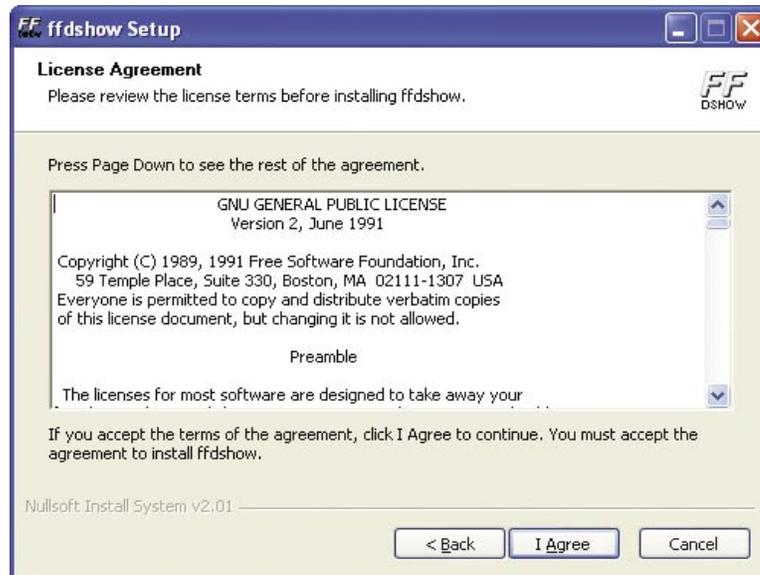 FF
ffdshow Setup
License Agreement
Please review the license terms before installing ffdshow.
FF
DSHOW
Press Page Down to see the rest of the agreement.
GNU GENERAL PUBLIC LICENSE
Version 2, June 1991
Copyright (C) 1989, 1991 Free Software Foundation, Inc.
59 Temple Place, Suite 330, Boston, MA 02111-1307 USA
Everyone is permitted to copy and distribute verbatim copies
of this license document, but changing it is not allowed.
Preamble
The licenses for most software are designed to take away your
If you accept the terms of the agreement, click I Agree to continue. You must accept the
agreement to install ffdshow.
Nullsoft Install System v2.01
< Back
I Agree
Cancel